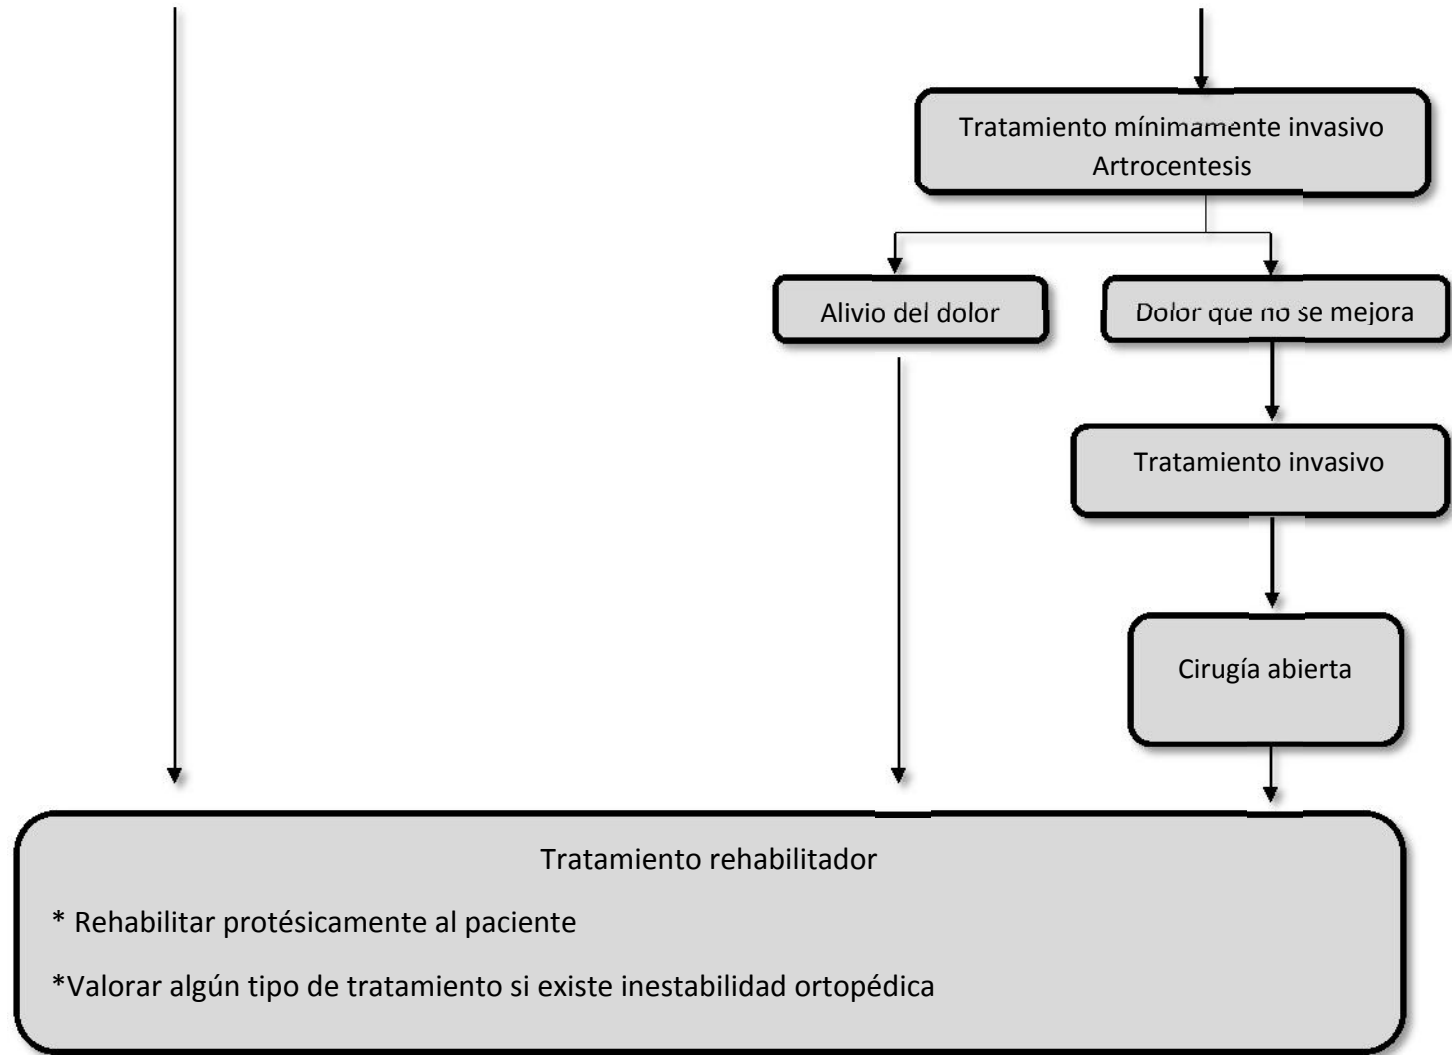 Tratamiento mínimamente invasivo
Artrocentesis
Alivio del dolor
Dolor que no se mejora
Tratamiento invasivo
Cirugía abierta
Tratamiento rehabilitador
* Rehabilitar protésicamente al paciente
*Valorar algún tipo de tratamiento si existe inestabilidad ortopédica